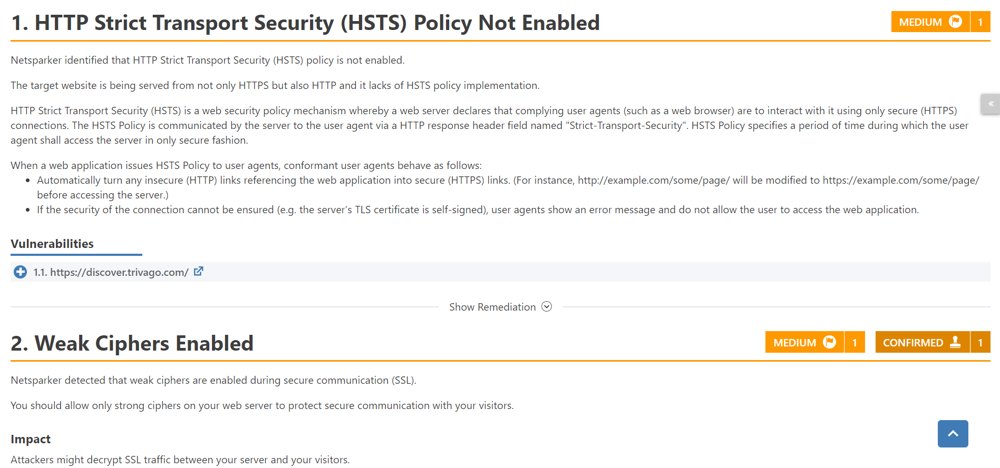 1. HTTP Strict Transport Security (HSTS) Policy Not Enabled
MEDIUM 1
Netsparker identified that HTTP Strict Transport Security (HSTS) policy is not enabled.
The target website is being served from not only HTTPS but also HTTP and it lacks of HSTS policy implementation.
HTTP Strict Transport Security (HSTS) is a web security policy mechanism whereby a web server declares that complying user agents (such as a web browser) are to interact with it using only secure (HTTPS)
connections. The HSTS Policy is communicated by the server to the user agent via a HTTP response header field named "Strict-Transport-Security". HSTS Policy specifies a period of time during which the user
agent shall access the server in only secure fashion.
When a web application issues HSTS Policy to user agents, conformant user agents behave as follows:
• Automatically turn any insecure (HTTP) links referencing the web application into secure (HTTPS) links. (For instance, http://example.com/some/page/ will be modified to https://example.com/some/page/
before accessing the server.)
• If the security of the connection cannot be ensured (e.g. the server's TLS certificate is self-signed), user agents show an error message and do not allow the user to access the web application.
Vulnerabilities
1.1. https://discover.trivago.com/
Show Remediation
2. Weak Ciphers Enabled
MEDIUM 1
CONFIRMED 1
Netsparker detected that weak ciphers are enabled during secure communication (SSL).
You should allow only strong ciphers on your web server to protect secure communication with your visitors.
Impact
Attackers might decrypt SSL traffic between your server and your visitors.